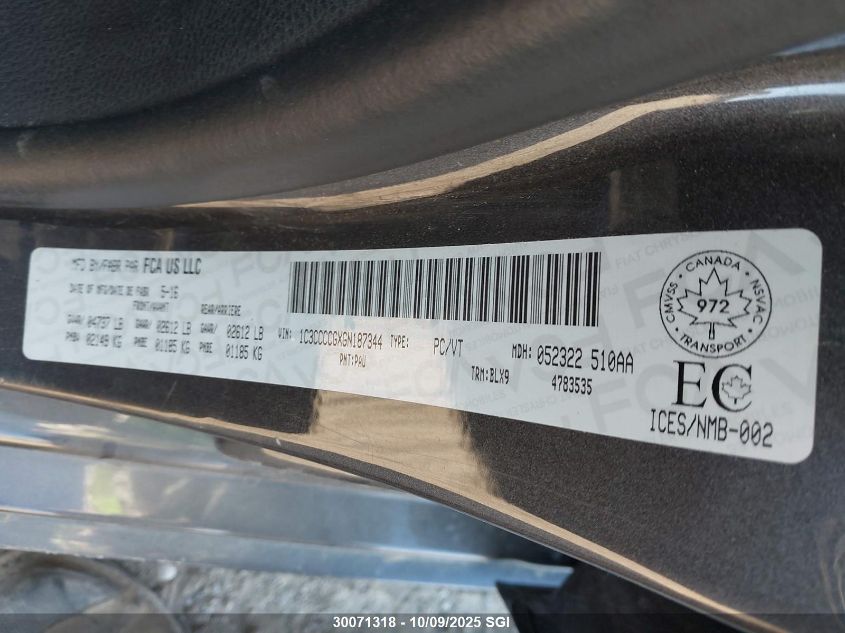 MFD BY/FABR PAR FCA US LLC
DATE OF MFG/DATE DE FABR 5-16
FRONT/AVANT REAR/ARRIERE
GVWR/ 04737 LB GAWR/ 02612 LB GAWR/ 02612 LB
PNBV 02149 KG PNBE 01185 KG PNBE 01185 KG
VIN: 1C3CCCCGXGN187344 TYPE: PC/VT MDH: 052322 510AA
PNT:PAU TRM:BLX9 4783535
CMVSS CANADA NSVAC
972
TRANSPORT
EC
ICES/NMB-002
30071318 - 10/09/2025 SGI